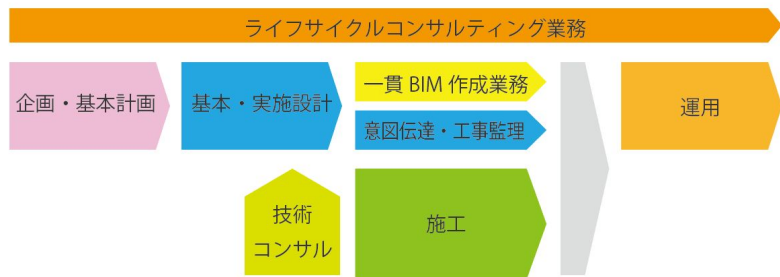 ライフサイクルコンサルティング業務
企画・基本計画
基本・実施設計
一貫 BIM 作成業務
意図伝達・工事監理
運用
技術
コンサル
施工